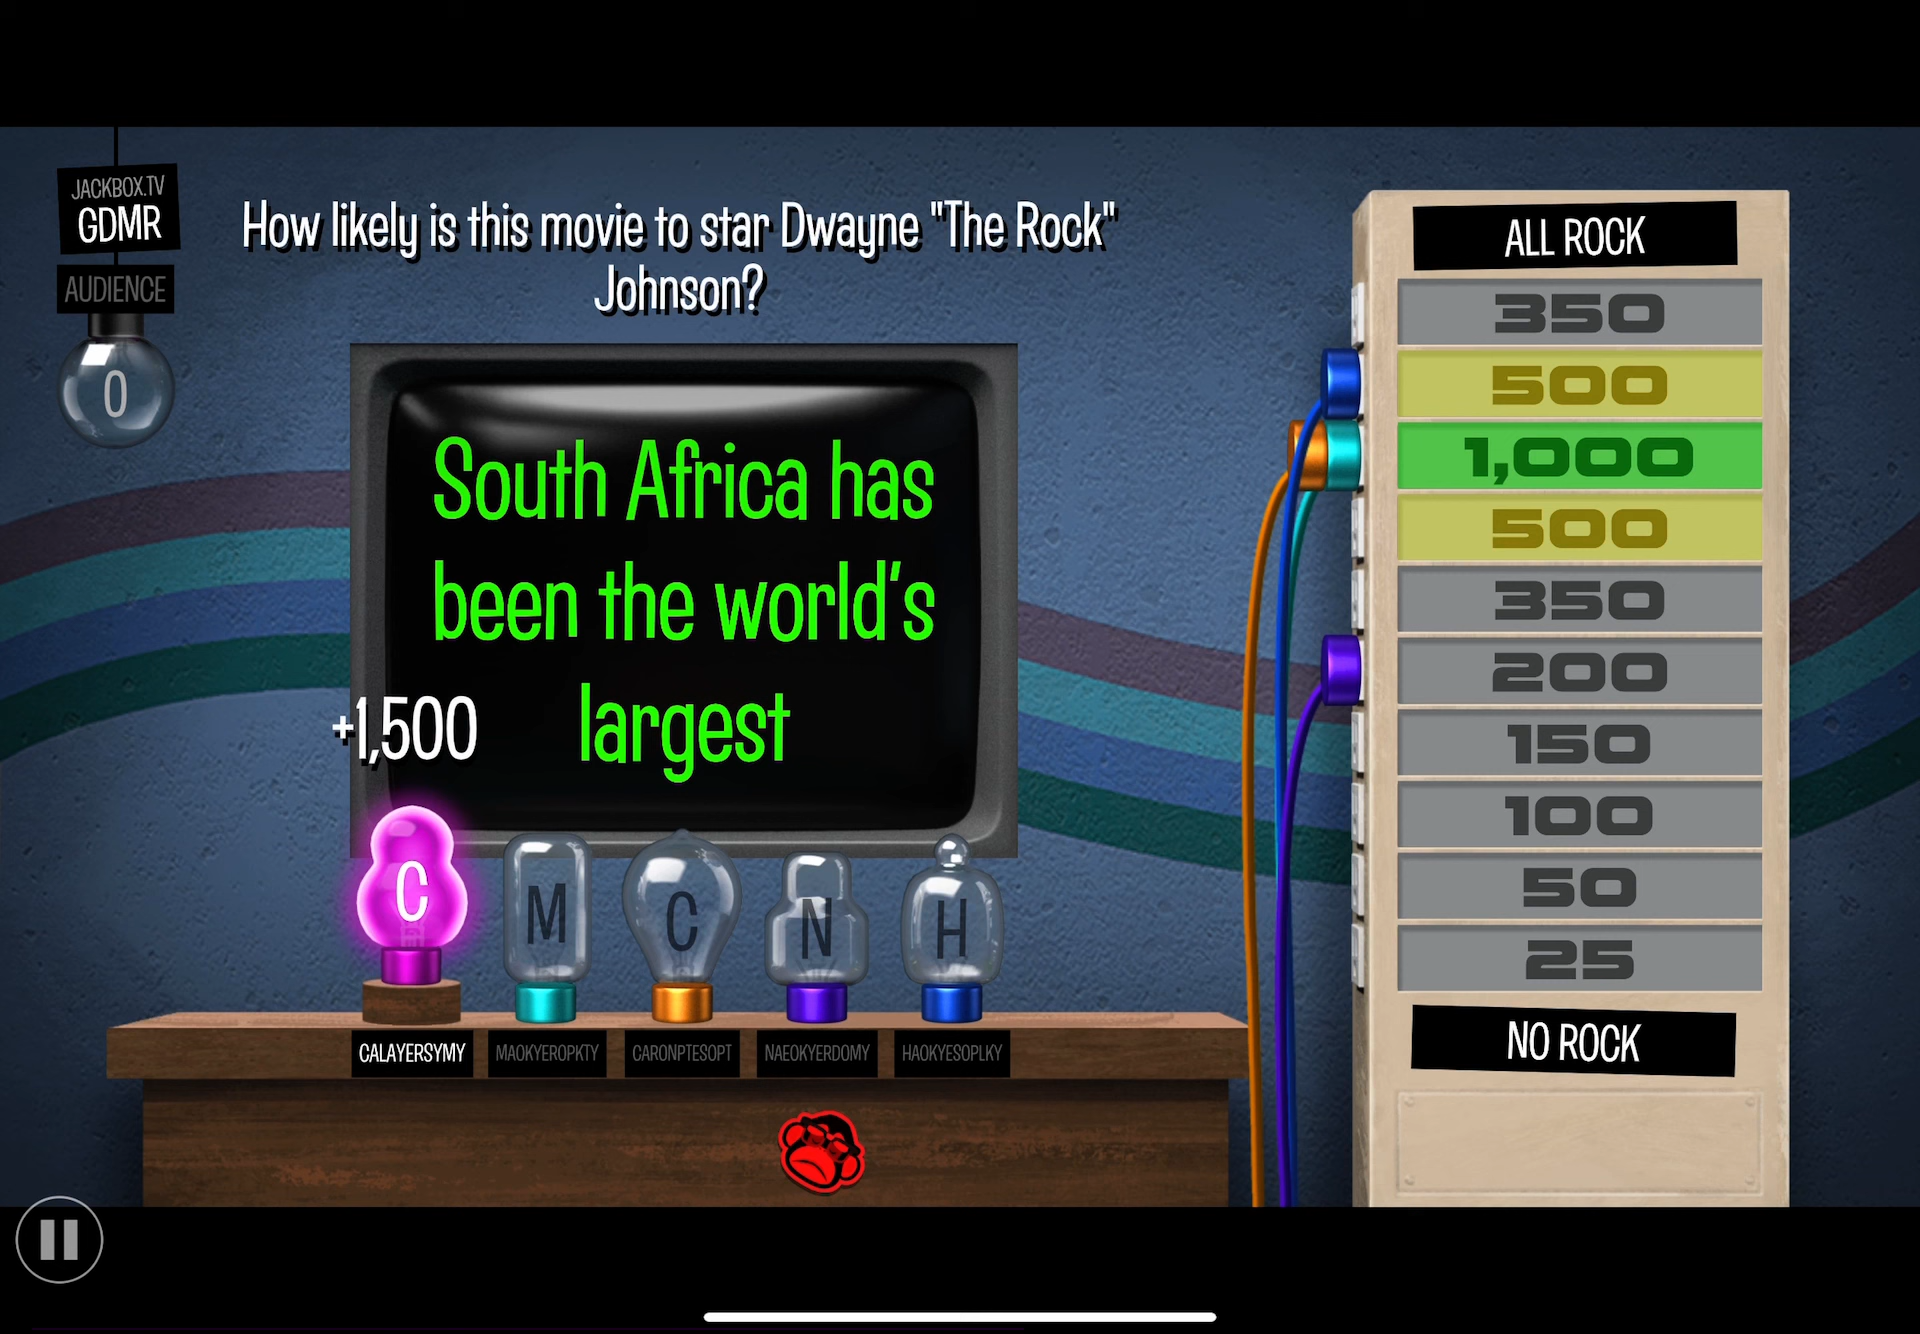 JACKBOX.TV
GDMR
AUDIENCE
0
How likely is this movie to star Dwayne "The Rock"
Johnson?
South Africa has
been the world's
largest
+1,500
C
M
C
N
H
CALAYERSYMY
MAOKYEROPKTY
CARONPTESOPT
NAEOKYERDOMY
HAOKYESOPLKY
ALL ROCK
350
500
1,000
500
350
200
150
100
50
25
NO ROCK